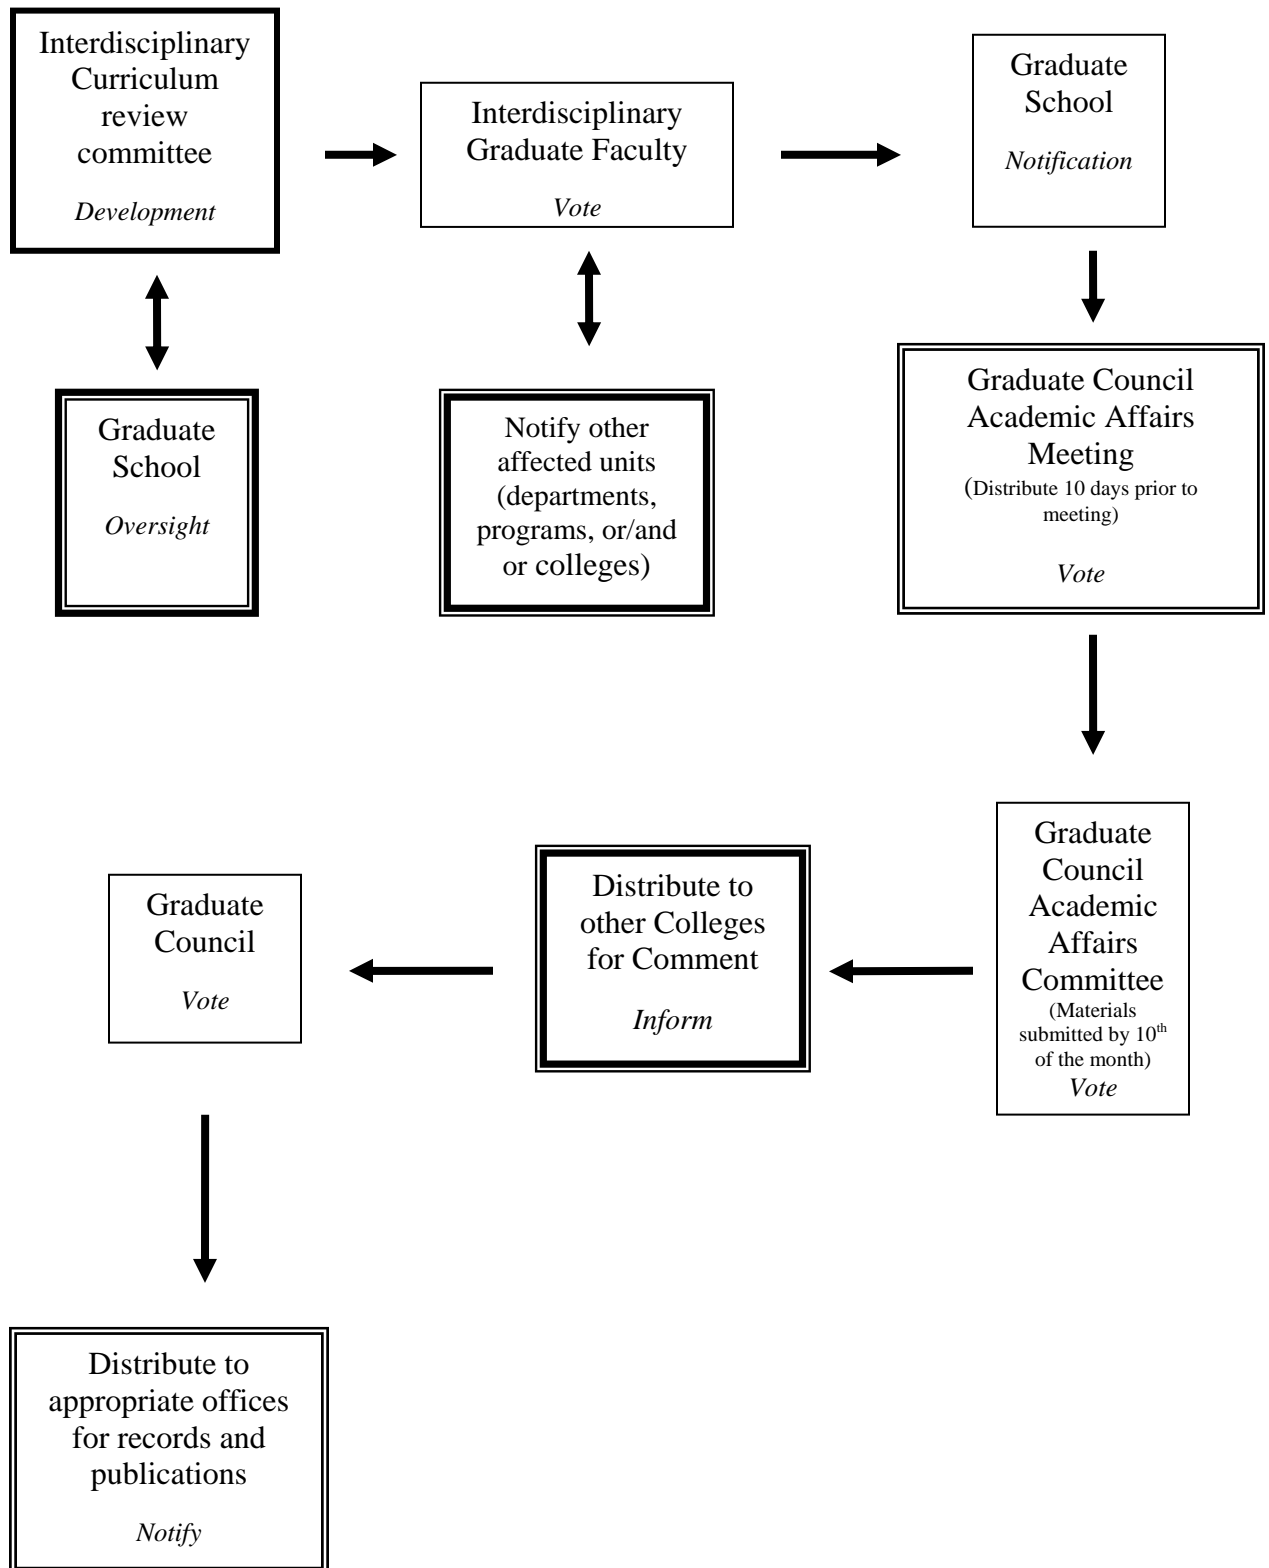 Interdisciplinary
Curriculum
review
committee
Development
Interdisciplinary
Graduate Faculty
Vote
Graduate
School
Notification
Graduate
School
Oversight
Notify other
affected units
(departments,
programs, or/and
or colleges)
Graduate Council
Academic Affairs
Meeting
(Distribute 10 days prior to
meeting)
Vote
Graduate
Council
Academic
Affairs
Committee
(Materials
submitted by 10th
of the month)
Vote
Distribute to
other Colleges
for Comment
Inform
Graduate
Council
Vote
Distribute to
appropriate offices
for records and
publications
Notify